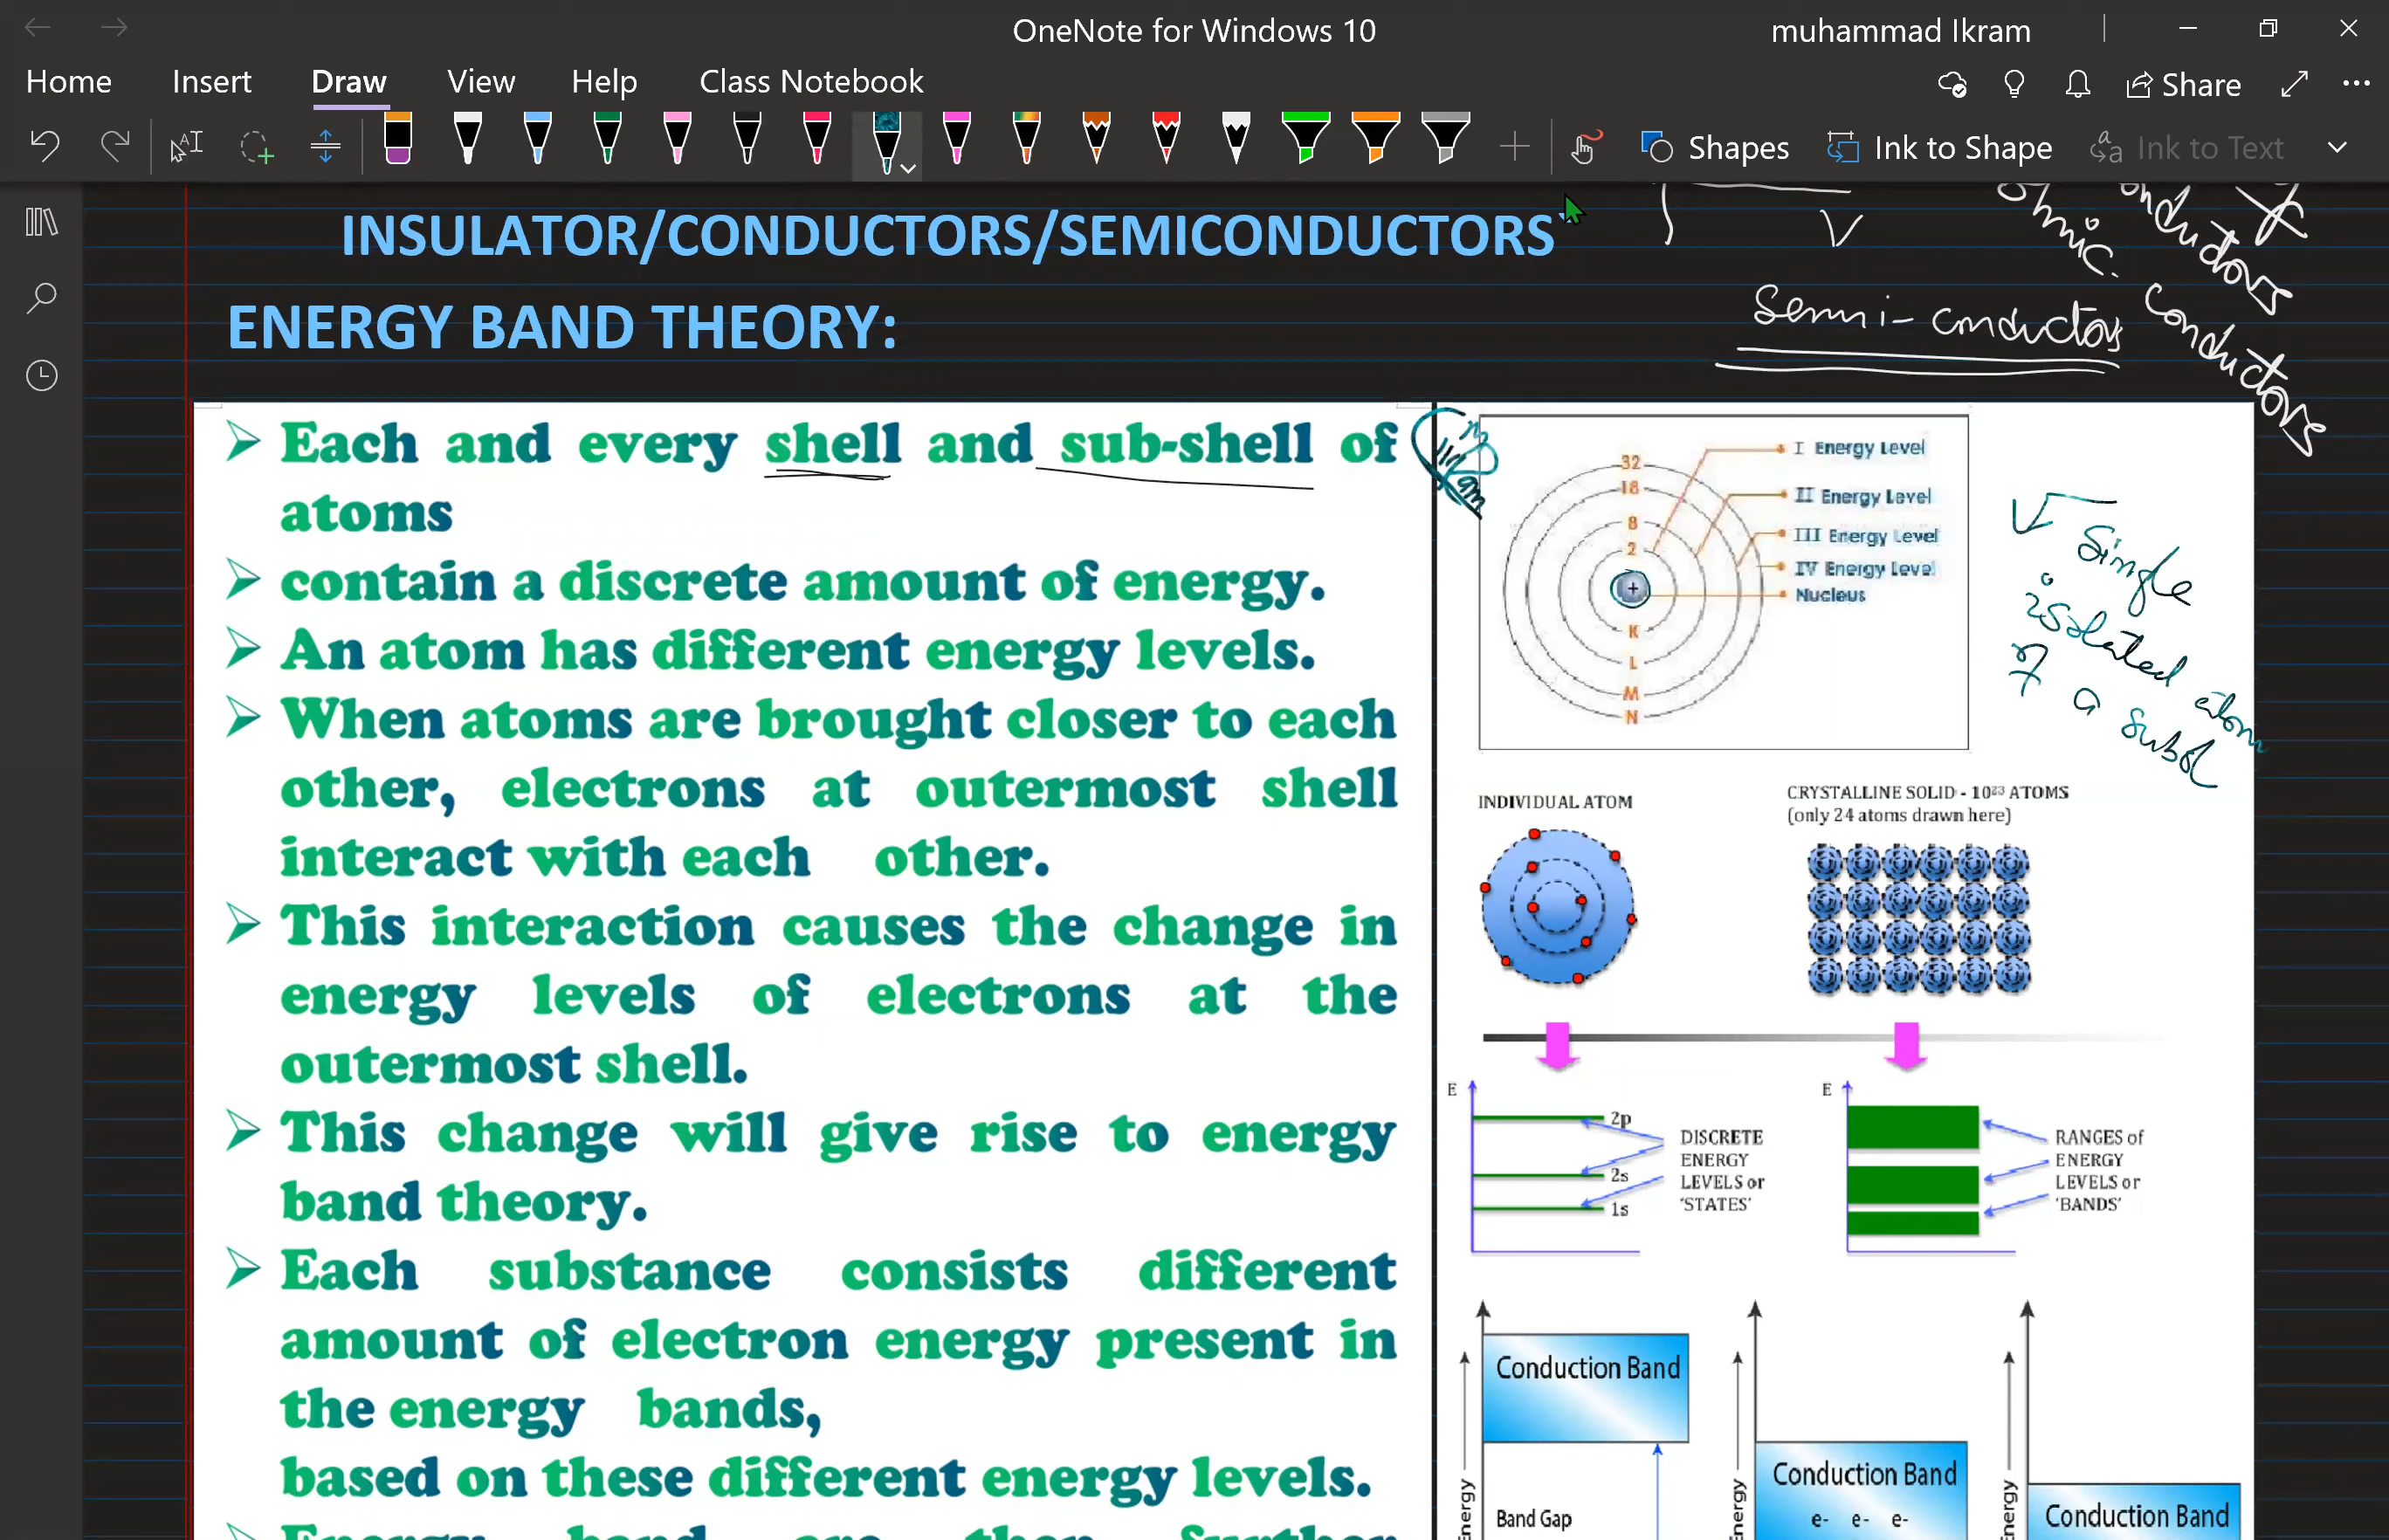 OneNote for Windows 10
muhammad Ikram
Home Insert Draw View Help Class Notebook
Share
Shapes Ink to Shape Ink to Text
INSULATOR/CONDUCTORS/SEMICONDUCTORS
V
ENERGY BAND THEORY:
Semi-conductors
Conductors
Each and every shell and sub-shell of
atoms
contain a discrete amount of energy.
An atom has different energy levels.
When atoms are brought closer to each
other, electrons at outermost shell
interact with each other.
This interaction causes the change in
energy levels of electrons at the
outermost shell.
This change will give rise to energy
band theory.
Each substance consists different
amount of electron energy present in
the energy bands,
based on these different energy levels.
32
18
8
2
+
K
L
M
N
I Energy Level
II Energy Level
III Energy Level
IV Energy Level
Nucleus
Single
isolated atom
a
INDIVIDUAL ATOM
CRYSTALLINE SOLID - 10²³ ATOMS
(only 24 atoms drawn here)
E
2p
2s
1s
DISCRETE
ENERGY
LEVELS or
'STATES'
E
RANGES of
ENERGY
LEVELS or
'BANDS'
Conduction Band
Band Gap
Energy
Conduction Band
e- e- e-
Energy
Conduction Band
Energy